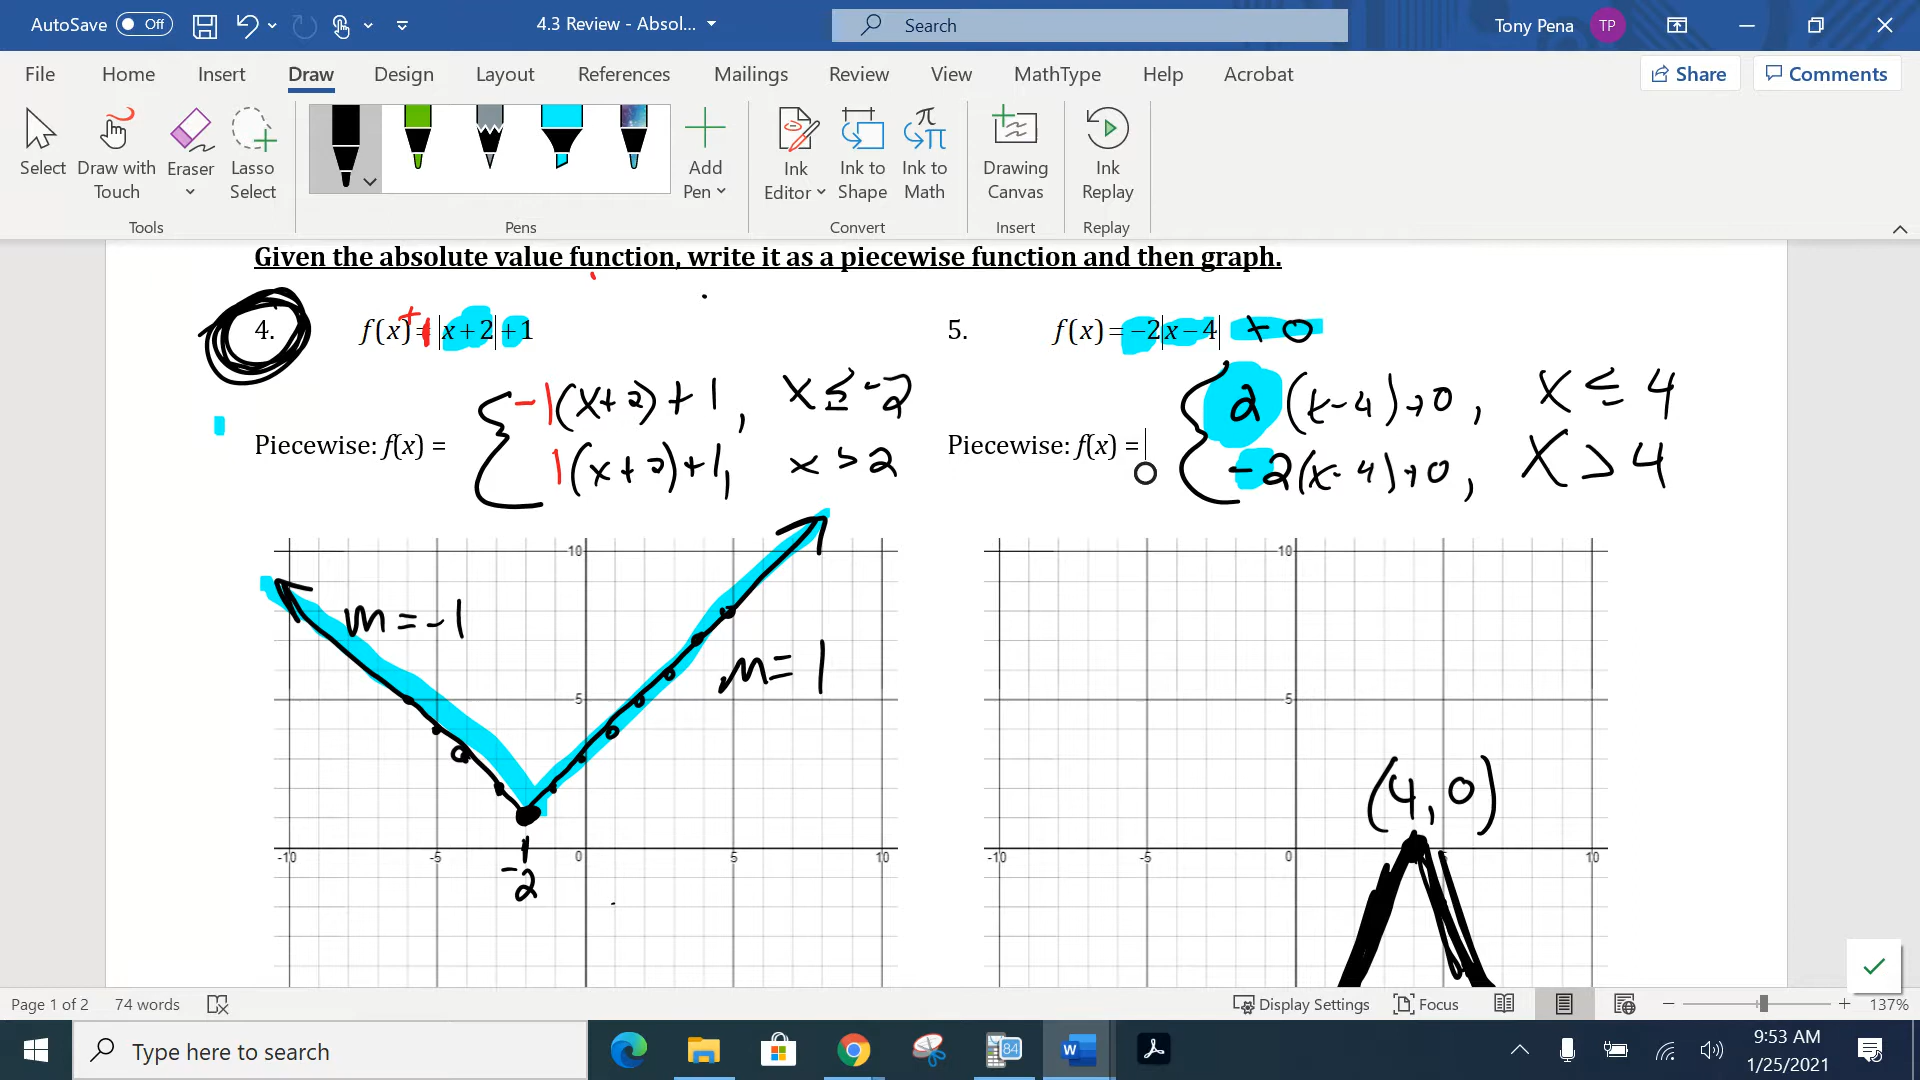 AutoSave Off 4.3 Review - Absol... Search Tony Pena TP
File Home Insert Draw Design Layout References Mailings Review View MathType Help Acrobat Share Comments
Select Draw with Touch Eraser Lasso Select Add Pen Ink Editor Ink to Shape Ink to Math Drawing Canvas Ink Replay
Tools Pens Convert Insert Replay
Given the absolute value function, write it as a piecewise function and then graph.
4. f(x) = |x+2|+1
+1
-1(x+2)+1, x ≤ -2
Piecewise: f(x) =
1(x+2)+1, x > 2
5. f(x) = −2|x−4| + 0
2(x-4)+0, x ≤ 4
Piecewise: f(x) =
-2(x-4)+0, x > 4
10
m = -1
m = 1
5
-10 -5 0 5 10
-2
10
5
(4, 0)
-10 -5 0 5 10
Page 1 of 2 74 words Display Settings Focus 137%
Type here to search 84 W 9:53 AM
1/25/2021